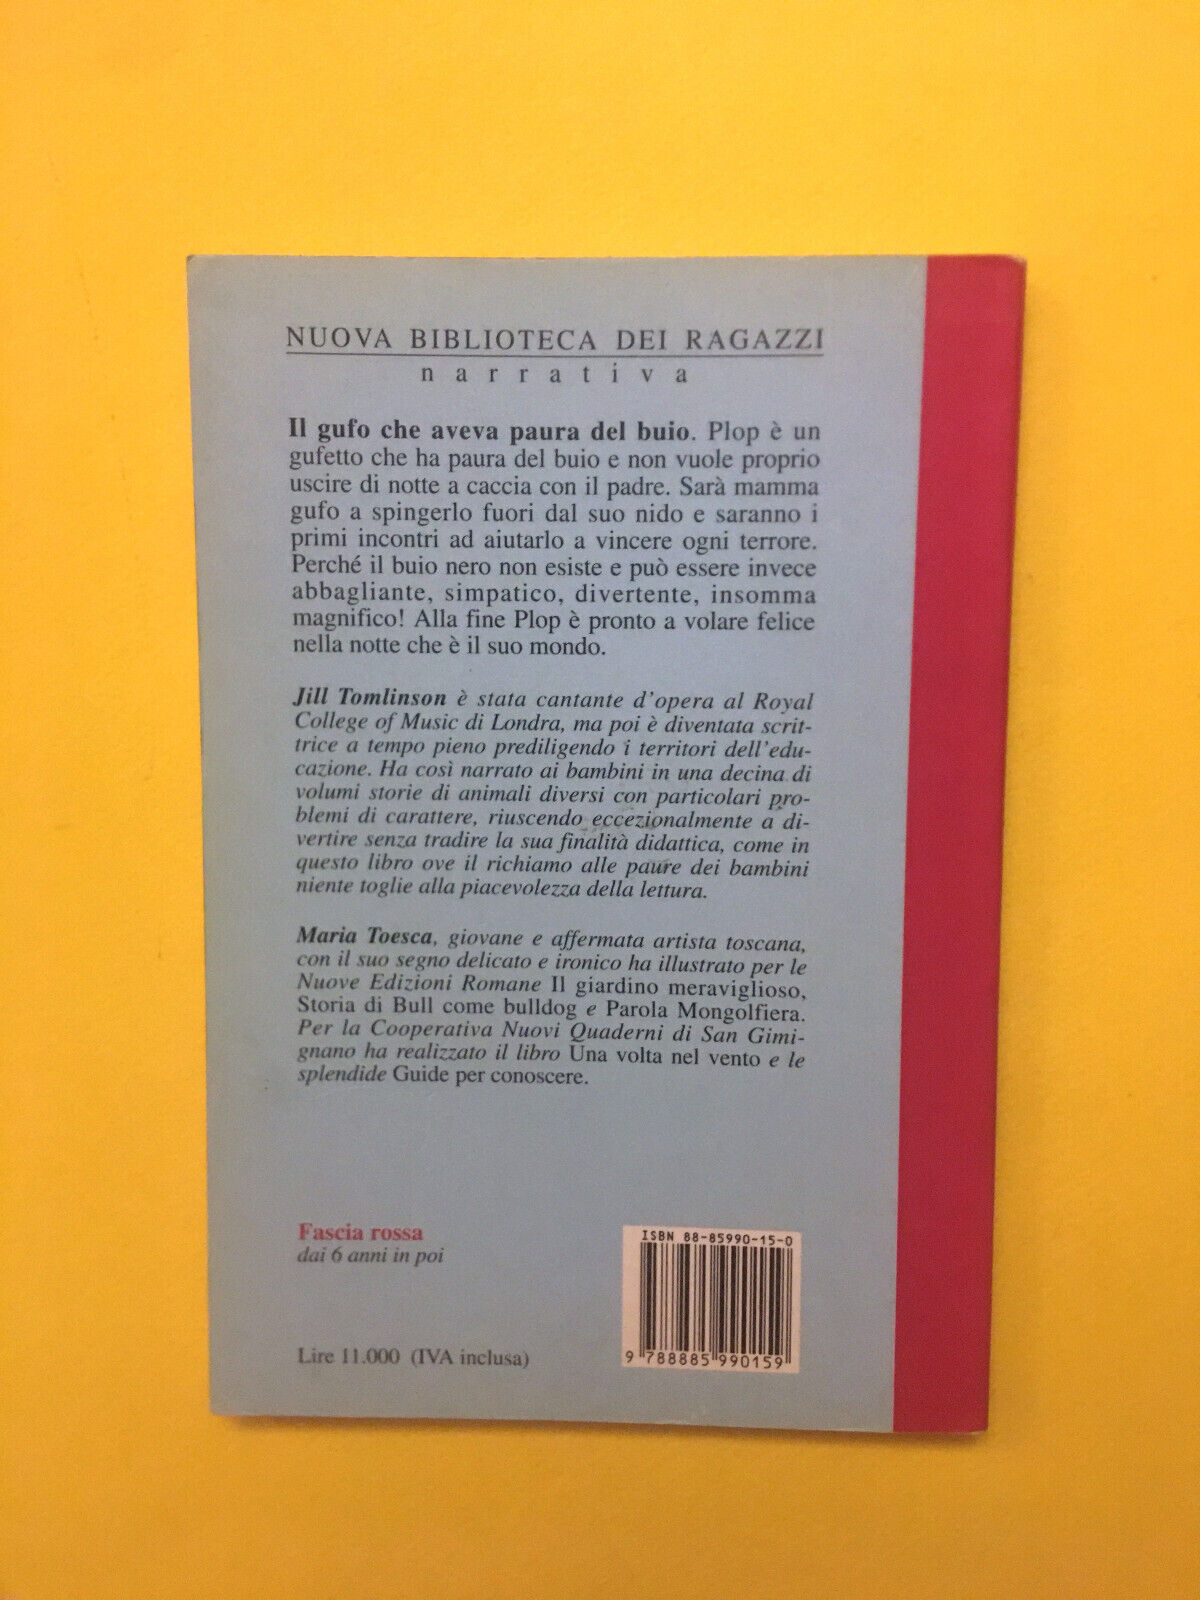 NUOVA BIBLIOTECA DEI RAGAZZI
narrativa
Il gufo che aveva paura del buio. Plop è un
gufetto che ha paura del buio e non vuole proprio
uscire di notte a caccia con il padre. Sarà mamma
gufo a spingerlo fuori dal suo nido e saranno i
primi incontri ad aiutarlo a vincere ogni terrore.
Perché il buio nero non esiste e può essere invece
abbagliante, simpatico, divertente, insomma
magnifico! Alla fine Plop è pronto a volare felice
nella notte che è il suo mondo.
Jill Tomlinson è stata cantante d'opera al Royal
College of Music di Londra, ma poi è diventata scrit-
trice a tempo pieno prediligendo i territori dell'edu-
cazione. Ha così narrato ai bambini in una decina di
volumi storie di animali diversi con particolari pro-
blemi di carattere, riuscendo eccezionalmente a di-
vertire senza tradire la sua finalità didattica, come in
questo libro ove il richiamo alle paure dei bambini
niente toglie alla piacevolezza della lettura.
Maria Toesca, giovane e affermata artista toscana,
con il suo segno delicato e ironico ha illustrato per le
Nuove Edizioni Romane Il giardino meraviglioso,
Storia di Bull come bulldog e Parola Mongolfiera.
Per la Cooperativa Nuovi Quaderni di San Gimi-
gnano ha realizzato il libro Una volta nel vento e le
splendide Guide per conoscere.
Fascia rossa
dai 6 anni in poi
ISBN 88-85990-15-0
9 788885 990159
Lire 11.000 (IVA inclusa)